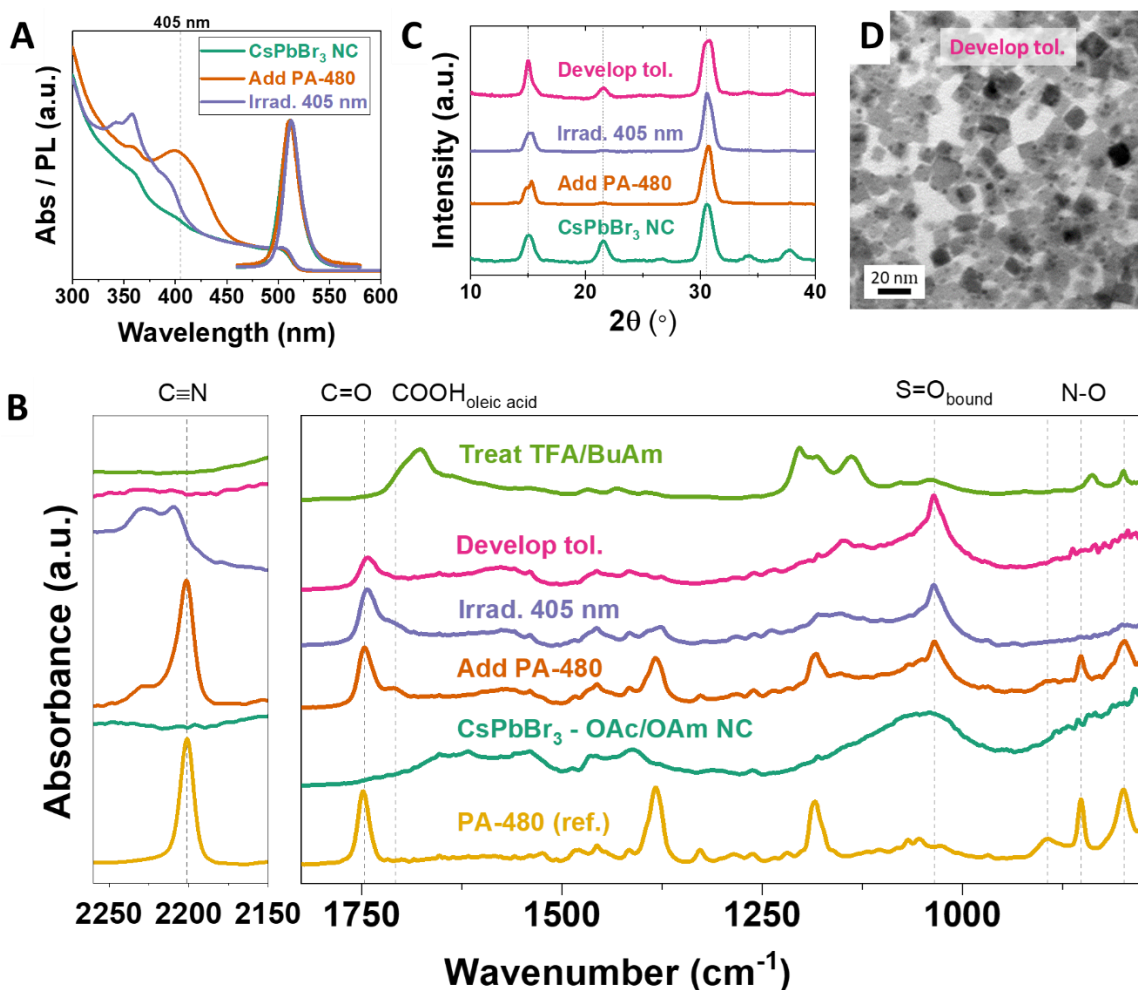 A
405 nm
CsPbBr₃ NC
Add PA-480
Irrad. 405 nm
Abs / PL (a.u.)
300 350 400 450 500 550 600
Wavelength (nm)
C
Develop tol.
Irrad. 405 nm
Add PA-480
CsPbBr₃ NC
Intensity (a.u.)
10 20 30 40
2θ (°)
D
Develop tol.
20 nm
B
C≡N
C=O
COOH oleic acid
S=O bound
N-O
Treat TFA/BuAm
Develop tol.
Irrad. 405 nm
Add PA-480
CsPbBr₃ - OAc/OAm NC
PA-480 (ref.)
Absorbance (a.u.)
2250 2200 2150
1750 1500 1250 1000
Wavenumber (cm⁻¹)